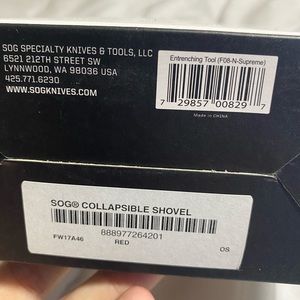 SOG SPECIALTY KNIVES & TOOLS, LLC
6521 212TH STREET SW
LYNNWOOD, WA 98036 USA
425.771.6230
WWW.SOGKNIVES.COM
Entrenching Tool (F08-N-Supreme)
7 29857 00829 7
Made in CHINA
SOG® COLLAPSIBLE SHOVEL
888977264201
FW17A46 RED OS